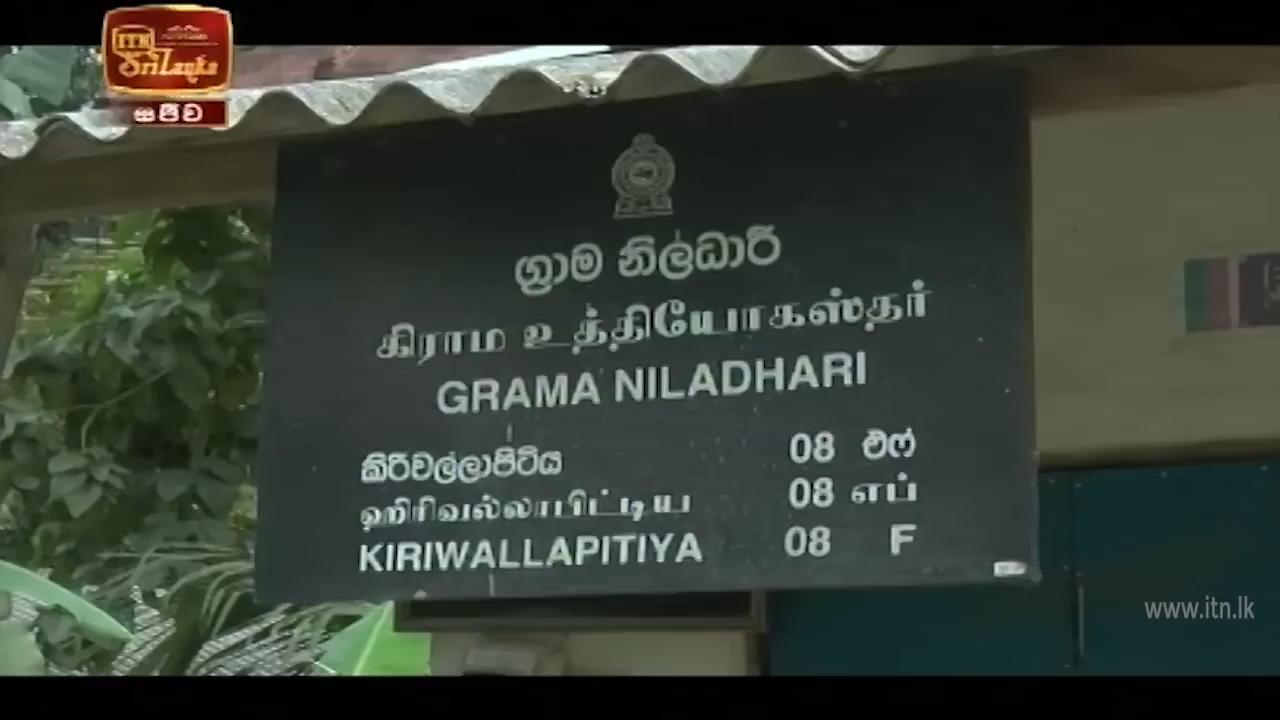 ITN
Sri Lanka
සජීව
ග්‍රාම නිලධාරී
கிராம உத்தியோகஸ்தர்
GRAMA NILADHARI
කිරිවල්ලාපිටිය 08 එෆ්
கிரிவல்லாபிட்டிய 08 எப்
KIRIWALLAPITIYA 08 F
www.itn.lk